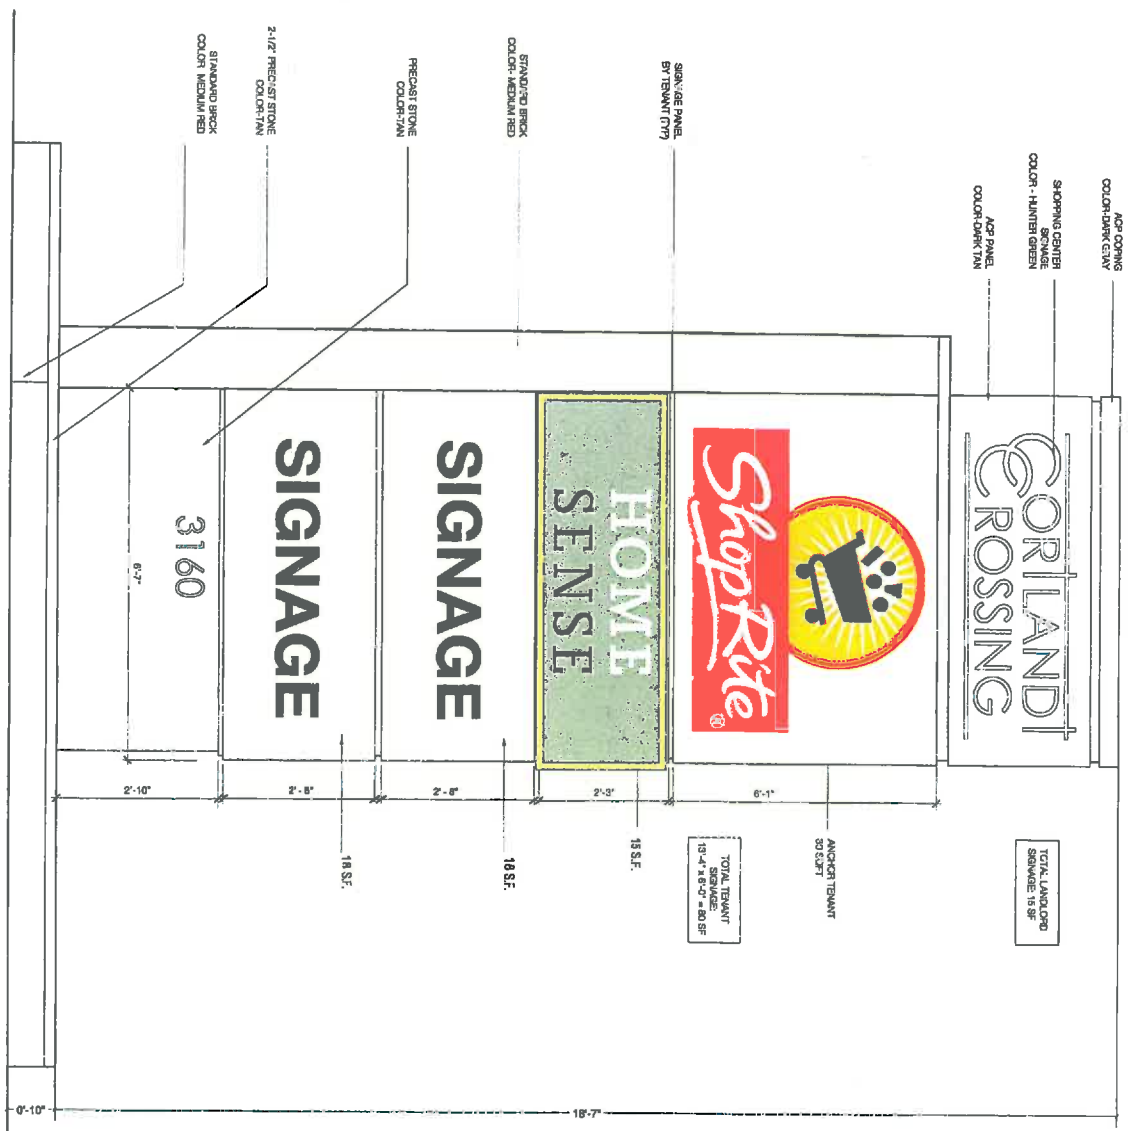 ACP COPING
COLOR-DARK GRAY
SHOPPING CENTER
SIGNAGE
COLOR - HUNTER GREEN
ACP PANEL
COLOR-DARK TAN
SIGNAGE PANEL
BY TENANT (TYP)
STANDARD BRICK
COLOR- MEDIUM RED
PRECAST STONE
COLOR-TAN
2-1/2" PRECAST STONE
COLOR-TAN
STANDARD BRICK
COLOR MEDIUM RED
CORTLANDT
CROSSING
ShopRite
®
HOME
SENSE
SIGNAGE
SIGNAGE
3160
6'-7"
6'-1"
2'-3"
2'-8"
2'-8"
2'-10"
TOTAL LANDLORD
SIGNAGE: 15 SF
ANCHOR TENANT
30 SQFT
TOTAL TENANT
SIGNAGE:
13'-4" x 6'-0" = 80 SF
15 S.F.
18 S.F.
18 S.F.
18'-7"
0'-10"